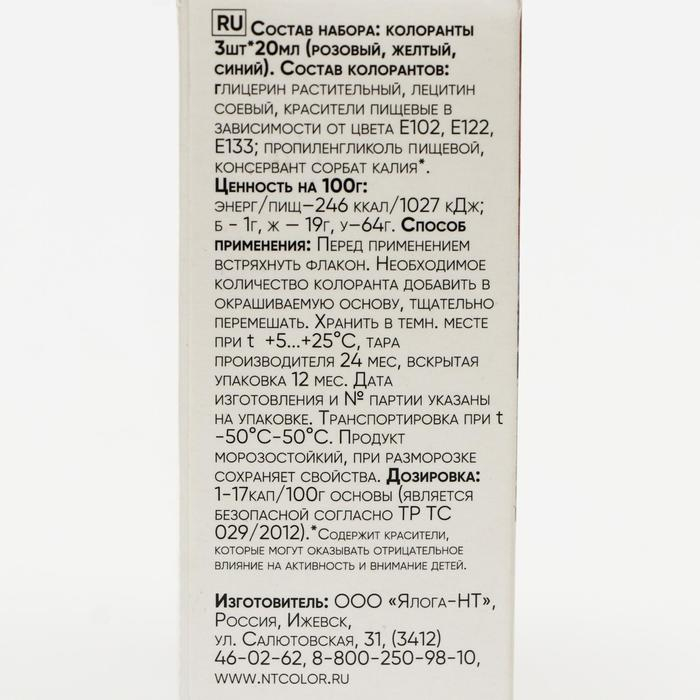 RU Состав набора: колоранты
3шт*20мл (розовый, желтый,
синий). Состав колорантов:
глицерин растительный, лецитин
соевый, красители пищевые в
зависимости от цвета Е102, Е122,
Е133; пропиленгликоль пищевой,
консервант сорбат калия*.
Ценность на 100г:
энерг/пищ–246 ккал/1027 кДж;
б - 1г, ж – 19г, у–64г. Способ
применения: Перед применением
встряхнуть флакон. Необходимое
количество колоранта добавить в
окрашиваемую основу, тщательно
перемешать. Хранить в темн. месте
при t +5...+25°С, тара
производителя 24 мес, вскрытая
упаковка 12 мес. Дата
изготовления и № партии указаны
на упаковке. Транспортировка при t
-50°С-50°С. Продукт
морозостойкий, при разморозке
сохраняет свойства. Дозировка:
1-17кап/100г основы (является
безопасной согласно ТР ТС
029/2012).*Содержит красители,
которые могут оказывать отрицательное
влияние на активность и внимание детей.
Изготовитель: ООО «Ялога-НТ»,
Россия, Ижевск,
ул. Салютовская, 31, (3412)
46-02-62, 8-800-250-98-10,
www.ntcolor.ru